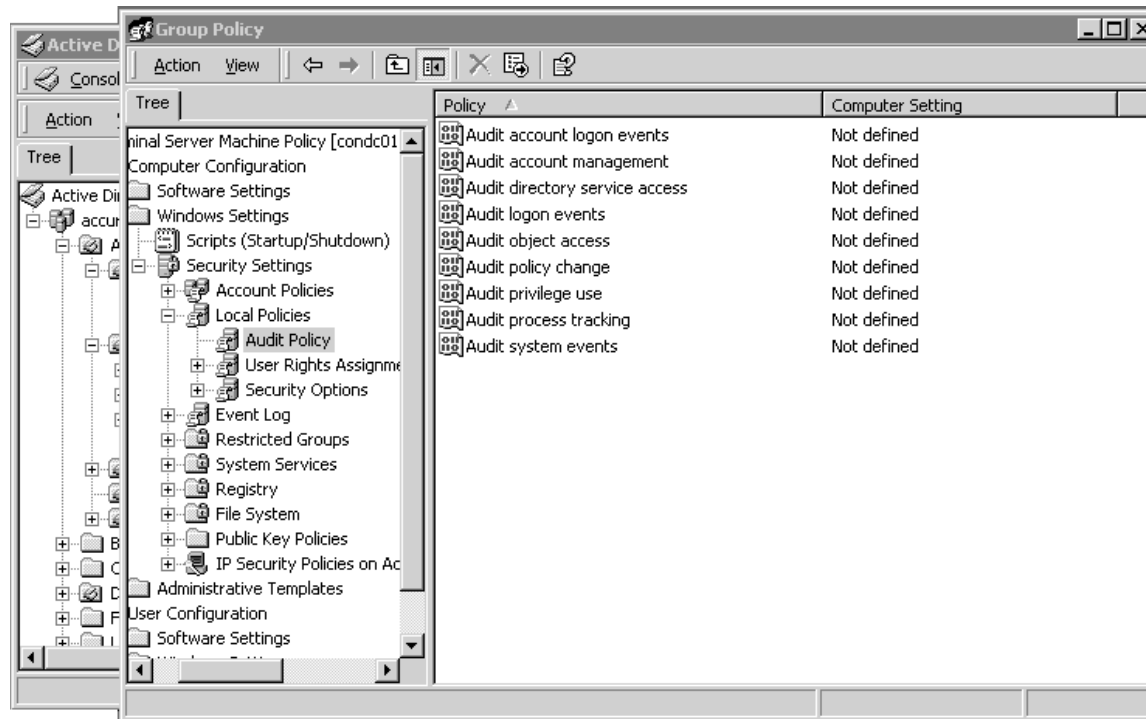 Active D
Consol
Action
Tree
Active Di
accur
A
B
C
D
F
Group Policy
Action View
Tree
ninal Server Machine Policy [condc01
Computer Configuration
Software Settings
Windows Settings
Scripts (Startup/Shutdown)
Security Settings
Account Policies
Local Policies
Audit Policy
User Rights Assignme
Security Options
Event Log
Restricted Groups
System Services
Registry
File System
Public Key Policies
IP Security Policies on Ac
Administrative Templates
User Configuration
Software Settings
Policy Computer Setting
Audit account logon events Not defined
Audit account management Not defined
Audit directory service access Not defined
Audit logon events Not defined
Audit object access Not defined
Audit policy change Not defined
Audit privilege use Not defined
Audit process tracking Not defined
Audit system events Not defined